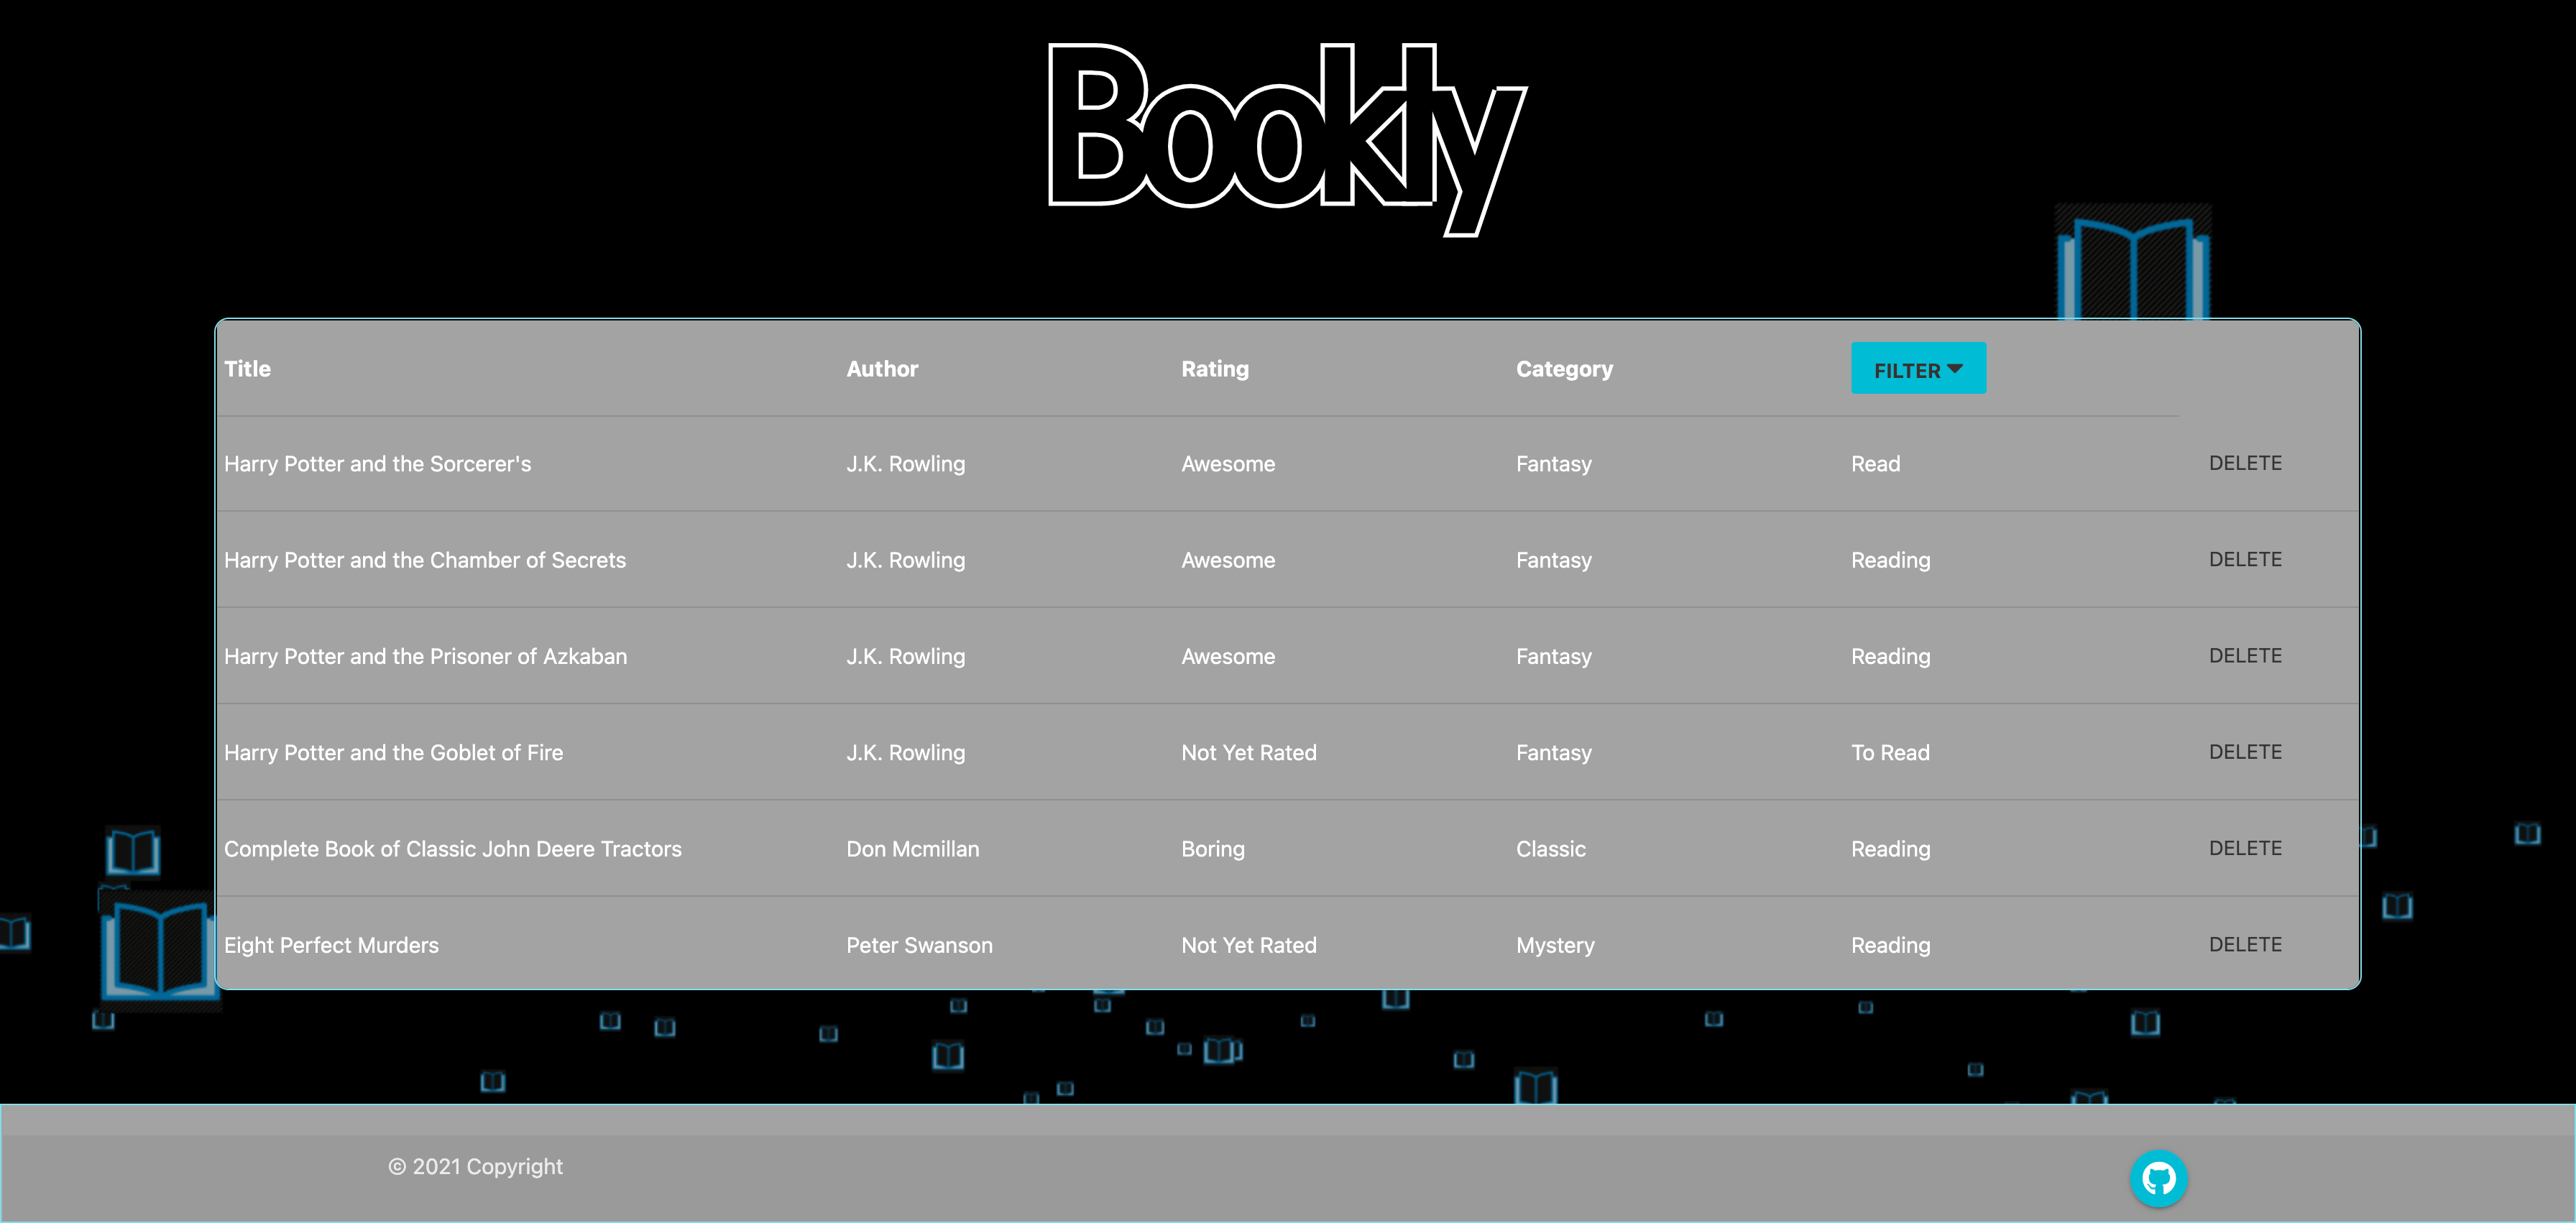 Bookly
Title Author Rating Category FILTER
Harry Potter and the Sorcerer's J.K. Rowling Awesome Fantasy Read DELETE
Harry Potter and the Chamber of Secrets J.K. Rowling Awesome Fantasy Reading DELETE
Harry Potter and the Prisoner of Azkaban J.K. Rowling Awesome Fantasy Reading DELETE
Harry Potter and the Goblet of Fire J.K. Rowling Not Yet Rated Fantasy To Read DELETE
Complete Book of Classic John Deere Tractors Don Mcmillan Boring Classic Reading DELETE
Eight Perfect Murders Peter Swanson Not Yet Rated Mystery Reading DELETE
© 2021 Copyright